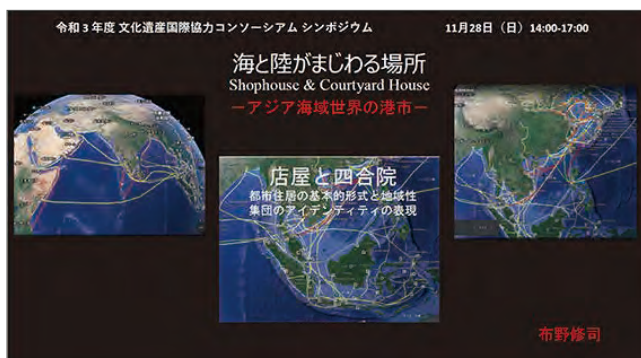 令和3年度 文化遺産国際協力コンソーシアム シンポジウム 11月28日（日）14:00-17:00
海と陸がまじわる場所
Shophouse & Courtyard House
－アジア海域世界の港市－
店屋と四合院
都市住居の基本的形式と地域性
集団のアイデンティティの表現
布野修司